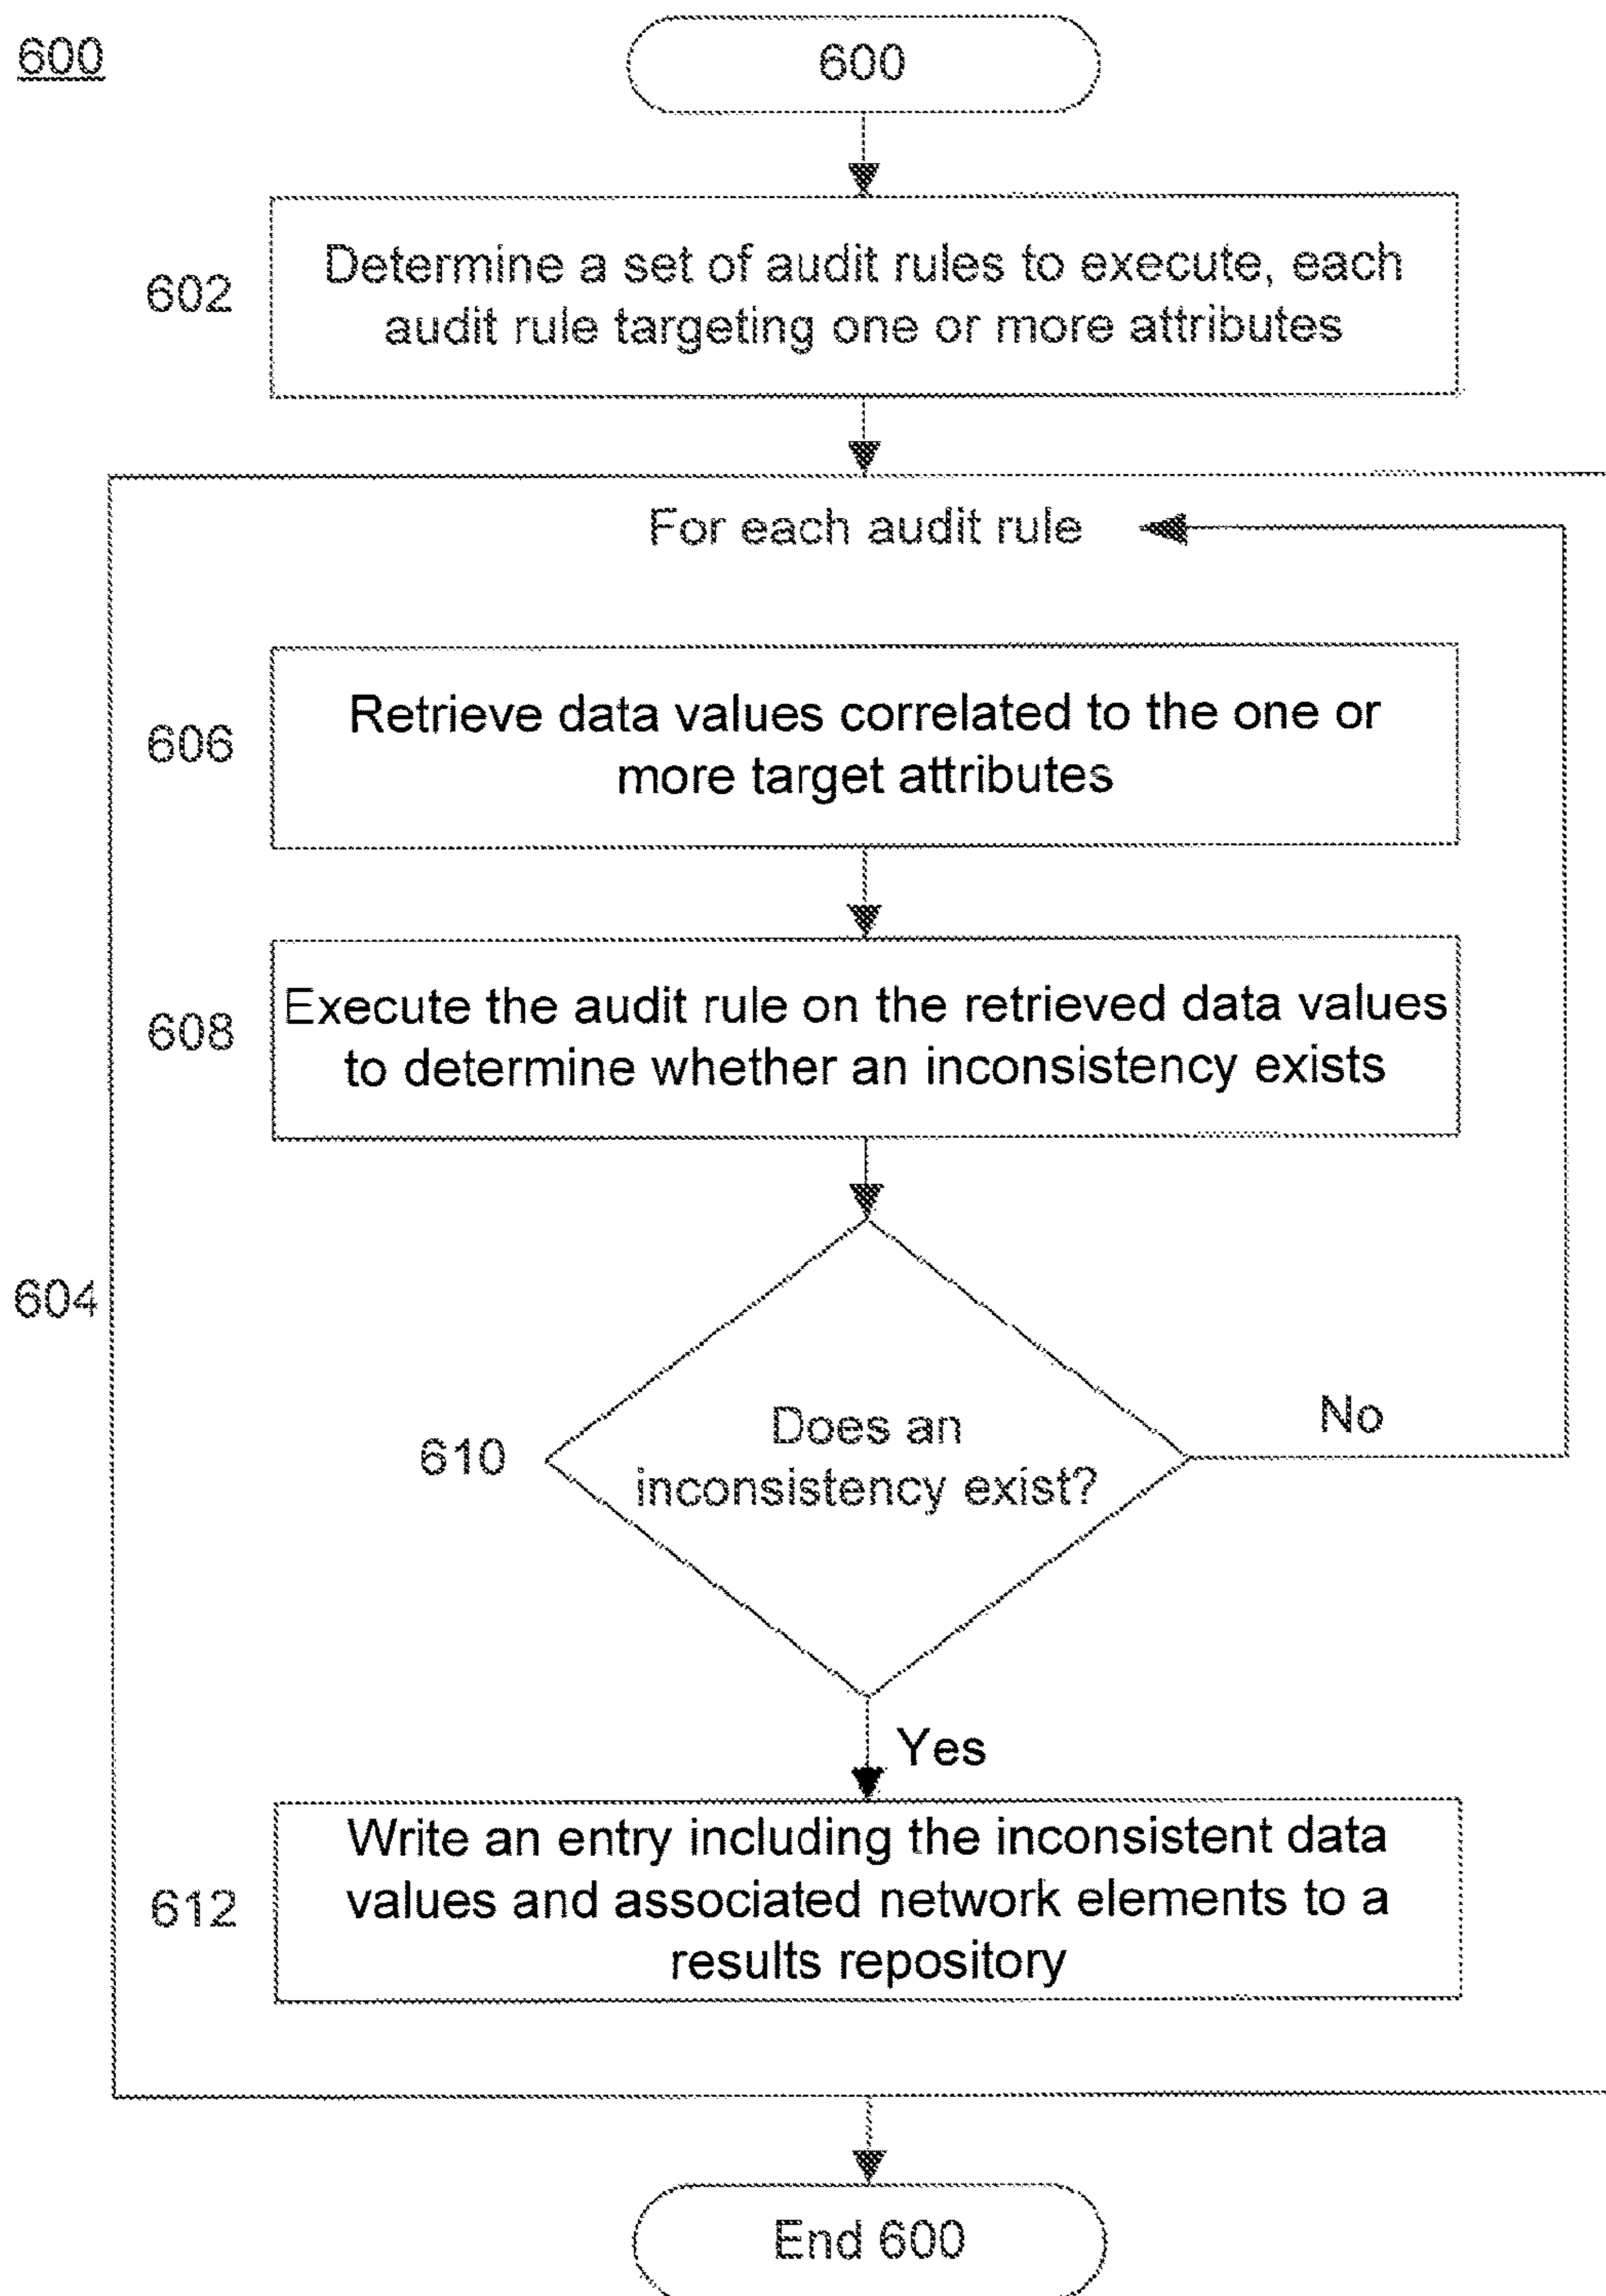 600
600
602
Determine a set of audit rules to execute, each
audit rule targeting one or more attributes
For each audit rule
606
Retrieve data values correlated to the one or
more target attributes
608
Execute the audit rule on the retrieved data values
to determine whether an inconsistency exists
604
610
Does an
inconsistency exist?
No
Yes
612
Write an entry including the inconsistent data
values and associated network elements to a
results repository
End 600